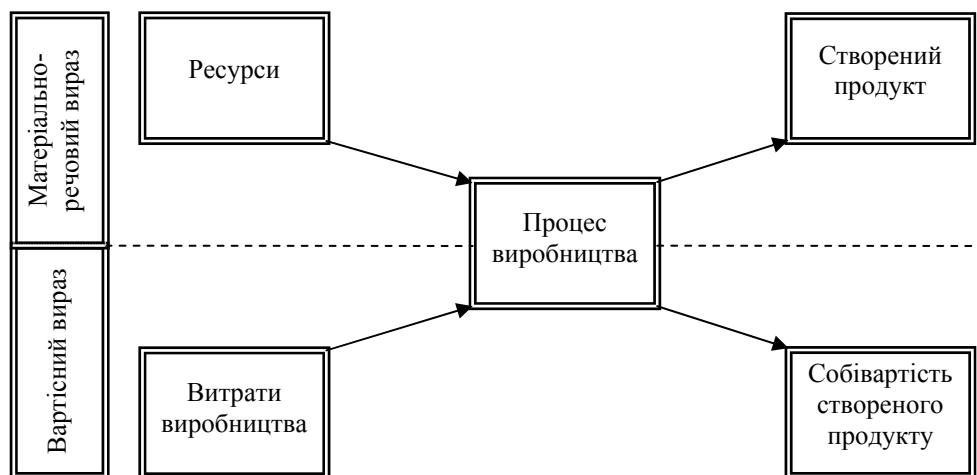 Матеріально-
речовий вираз
Ресурси
Створений
продукт
Процес
виробництва
Вартісний вираз
Витрати
виробництва
Собівартість
створеного
продукту